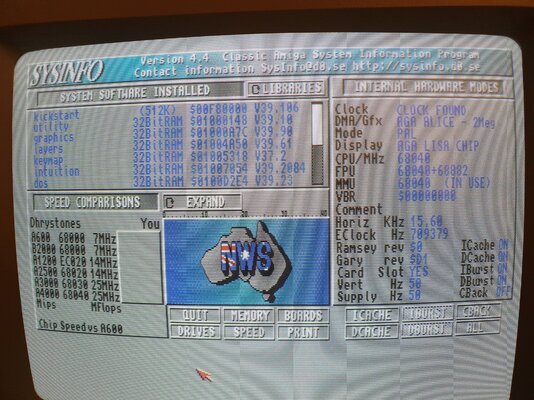 SYSINFO
Version 4.4 Classic Amiga System Information Program
Contact information SysInfo@d0.se http://sysinfo.d0.se
SYSTEM SOFTWARE INSTALLED
LIBRARIES
kickstart (512K) $00F80000 V39.106
utility 32BitRAM $01000148 V39.10
graphics 32BitRAM $01000A7C V39.90
layers 32BitRAM $01004A50 V39.61
keymap 32BitRAM $01005318 V37.2
intuition 32BitRAM $01007054 V39.2084
dos 32BitRAM $0100D2E4 V39.23
SPEED COMPARISONS
EXPAND
Dhrystones You
0 10 20 30 40
A600 68000 7MHz
B2000 68000 7MHz
A1200 EC020 14MHz
A2500 68020 14MHz
A3000 68030 25MHz
A4000 68040 25MHz
Mips MFlops
Chip Speed vs A600
NWS
QUIT MEMORY BOARDS
DRIVES SPEED PRINT
INTERNAL HARDWARE MODES
Clock CLOCK FOUND
DMA/Gfx AGA ALICE - 2Meg
Mode PAL
Display AGA LISA CHIP
CPU/MHz 68040
FPU 68040+68882
MMU 68040 (IN USE)
VBR $00000000
Comment
Horiz KHz 15.60
EClock Hz 709379
Ramsey rev $0 ICache ON
Gary rev $D1 DCache ON
Card Slot YES IBurst ON
Vert Hz 50 DBurst ON
Supply Hz 50 CBack OFF
ICACHE IBURST CBACK
DCACHE DBURST ALL